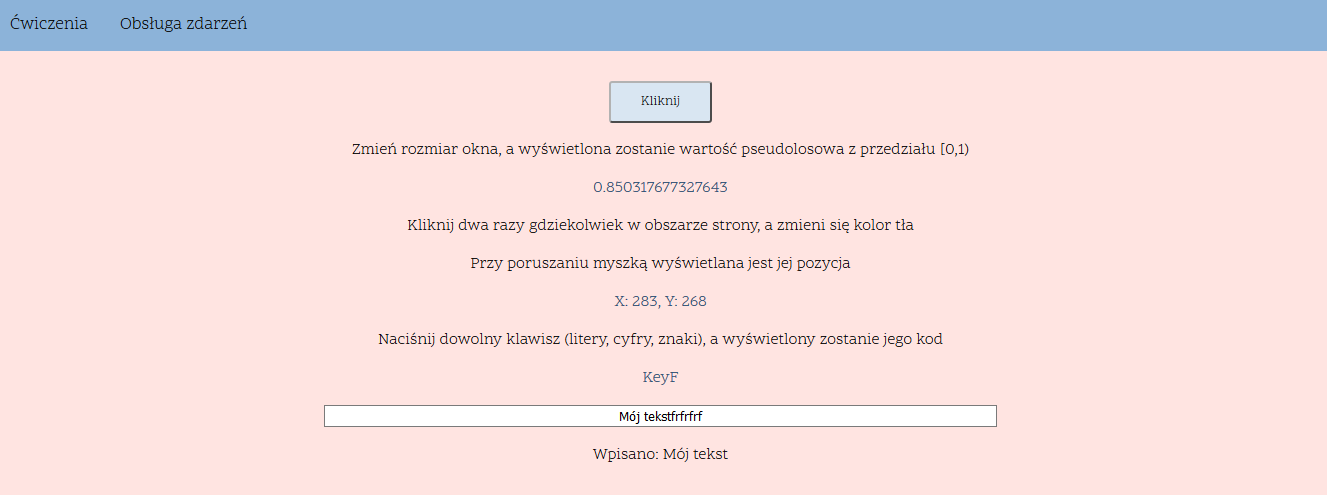 Ćwiczenia Obsługa zdarzeń
Kliknij
Zmień rozmiar okna, a wyświetlona zostanie wartość pseudolosowa z przedziału [0,1)
0.850317677327643
Kliknij dwa razy gdziekolwiek w obszarze strony, a zmieni się kolor tła
Przy poruszaniu myszką wyświetlana jest jej pozycja
X: 283, Y: 268
Naciśnij dowolny klawisz (litery, cyfry, znaki), a wyświetlony zostanie jego kod
KeyF
Mój tekstfrfrfrf
Wpisano: Mój tekst